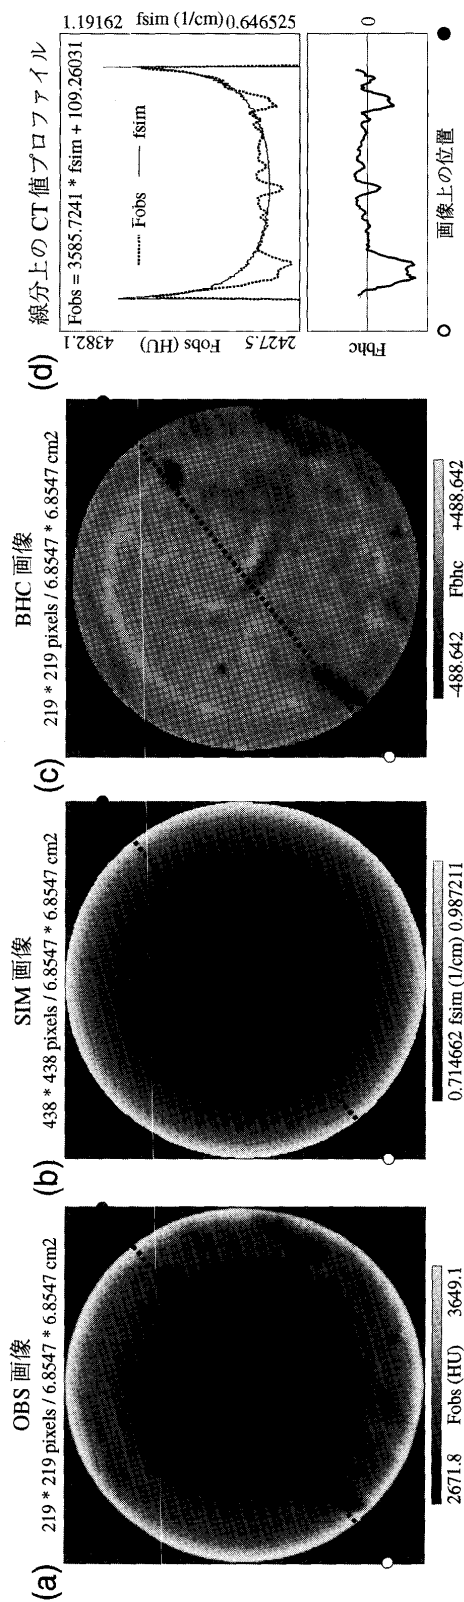 (a)
OBS 画像
219 * 219 pixels / 6.8547 * 6.8547 cm2
2671.8 Fobs (HU) 3649.1
(b)
SIM 画像
438 * 438 pixels / 6.8547 * 6.8547 cm2
0.714662 fsim (1/cm) 0.987211
(c)
BHC 画像
219 * 219 pixels / 6.8547 * 6.8547 cm2
-488.642 Fbhc +488.642
(d)
線分上の CT 値プロファイル
Fobs = 3585.7241 * fsim + 109.26031
2427.5 Fobs (HU) 4382.1
Fobs
fsim
0.646525 fsim (1/cm) 1.19162
Fbhc
0
画像上の位置